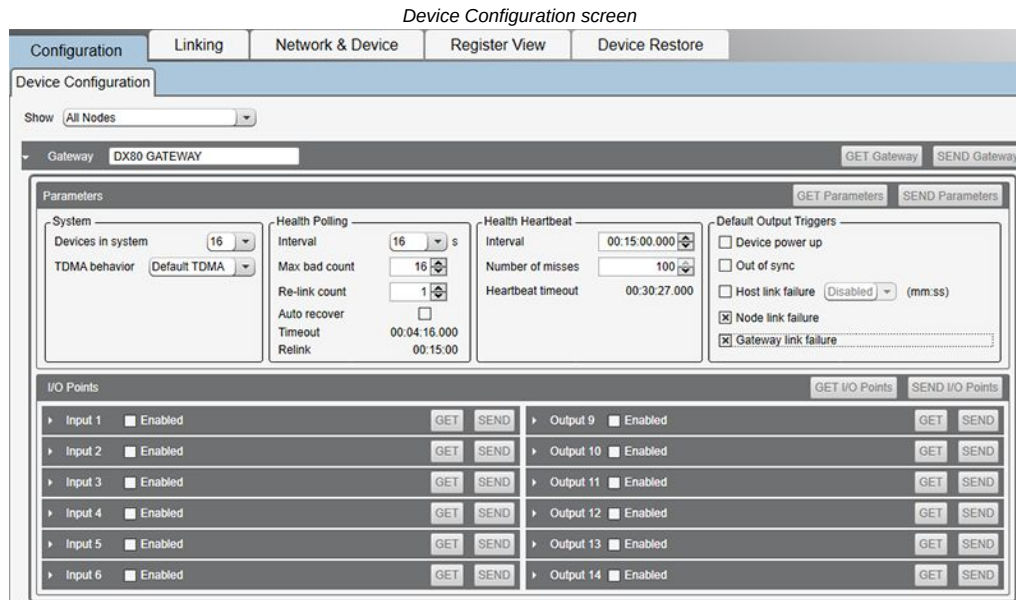 Device Configuration screen
Configuration Linking Network & Device Register View Device Restore
Device Configuration
Show All Nodes
Gateway DX80 GATEWAY GET Gateway SEND Gateway
Parameters GET Parameters SEND Parameters
System
Devices in system 16
TDMA behavior Default TDMA
Health Polling
Interval 16 s
Max bad count 16
Re-link count 1
Auto recover
Timeout 00:04:16.000
Relink 00:15:00
Health Heartbeat
Interval 00:15:00.000
Number of misses 100
Heartbeat timeout 00:30:27.000
Default Output Triggers
Device power up
Out of sync
Host link failure Disabled (mm:ss)
Node link failure
Gateway link failure
I/O Points GET I/O Points SEND I/O Points
Input 1 Enabled GET SEND Output 9 Enabled GET SEND
Input 2 Enabled GET SEND Output 10 Enabled GET SEND
Input 3 Enabled GET SEND Output 11 Enabled GET SEND
Input 4 Enabled GET SEND Output 12 Enabled GET SEND
Input 5 Enabled GET SEND Output 13 Enabled GET SEND
Input 6 Enabled GET SEND Output 14 Enabled GET SEND